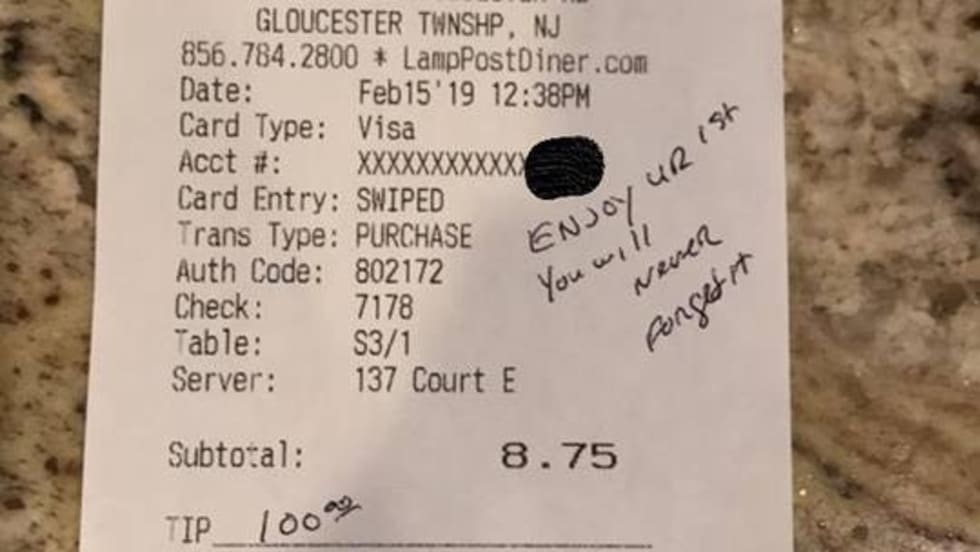 GLOUCESTER TWNSHP, NJ
856.784.2800 * LampPostDiner.com
Date: Feb15'19 12:38PM
Card Type: Visa
Acct #: XXXXXXXXXXXX
Card Entry: SWIPED
Trans Type: PURCHASE
Auth Code: 802172
Check: 7178
Table: S3/1
Server: 137 Court E
ENJOY UR 1st
You will
Never
Forget it
Subtotal: 8.75
TIP 100 00